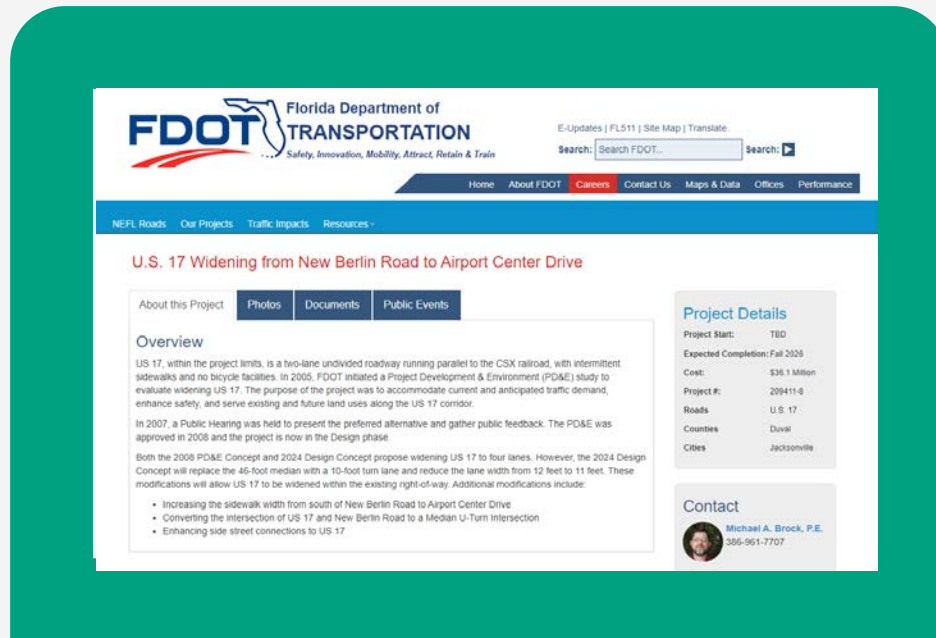 FDOT
Florida Department of
TRANSPORTATION
Safety, Innovation, Mobility, Attract, Retain & Train
E-Updates | FL511 | Site Map | Translate
Search: Search FDOT... Search:
Home About FDOT Careers Contact Us Maps & Data Offices Performance
NEFL Roads Our Projects Traffic Impacts Resources
U.S. 17 Widening from New Berlin Road to Airport Center Drive
About this Project Photos Documents Public Events
Overview
US 17, within the project limits, is a two-lane undivided roadway running parallel to the CSX railroad, with intermittent
sidewalks and no bicycle facilities. In 2005, FDOT initiated a Project Development & Environment (PD&E) study to
evaluate widening US 17. The purpose of the project was to accommodate current and anticipated traffic demand,
enhance safety, and serve existing and future land uses along the US 17 corridor.
In 2007, a Public Hearing was held to present the preferred alternative and gather public feedback. The PD&E was
approved in 2008 and the project is now in the Design phase.
Both the 2008 PD&E Concept and 2024 Design Concept propose widening US 17 to four lanes. However, the 2024 Design
Concept will replace the 46-foot median with a 10-foot turn lane and reduce the lane width from 12 feet to 11 feet. These
modifications will allow US 17 to be widened within the existing right-of-way. Additional modifications include:
• Increasing the sidewalk width from south of New Berlin Road to Airport Center Drive
• Converting the intersection of US 17 and New Berlin Road to a Median U-Turn Intersection
• Enhancing side street connections to US 17
Project Details
Project Start: TBD
Expected Completion: Fall 2026
Cost: $36.1 Million
Project #: 209411-8
Roads U.S. 17
Counties Duval
Cities Jacksonville
Contact
Michael A. Brock, P.E.
386-961-7707